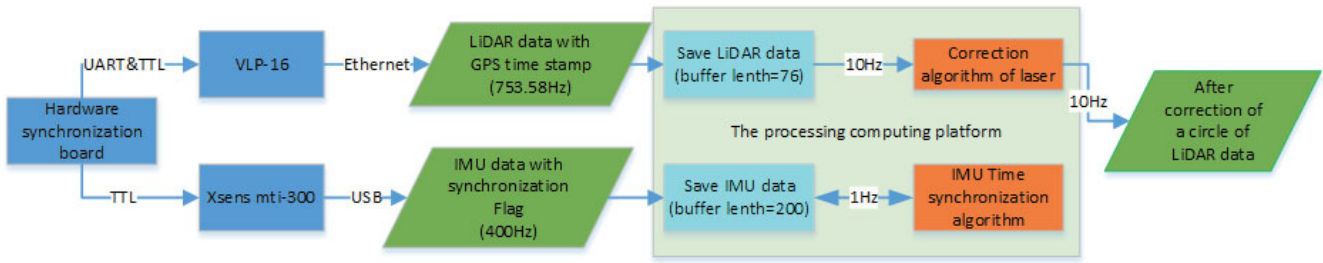 Hardware
synchronization
board
UART&TTL
VLP-16
Ethernet
LiDAR data with
GPS time stamp
(753.58Hz)
Save LiDAR data
(buffer lenth=76)
10Hz
Correction
algorithm of laser
10Hz
After
correction of
a circle of
LiDAR data
The processing computing platform
TTL
Xsens mti-300
USB
IMU data with
synchronization
Flag
(400Hz)
Save IMU data
(buffer lenth=200)
1Hz
IMU Time
synchronization
algorithm